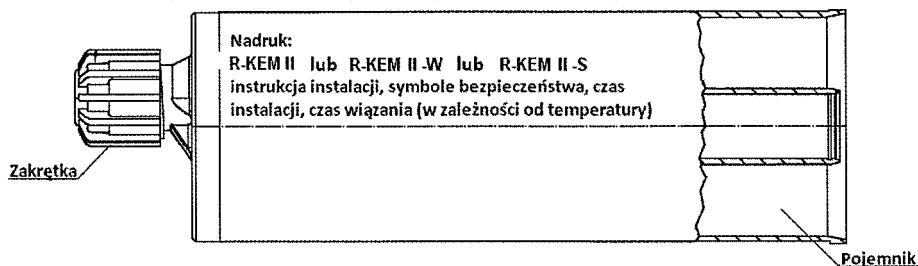 Nadruk:
R-KEM II lub R-KEM II -W lub R-KEM II -S
instrukcja instalacji, symbole bezpieczeństwa, czas
instalacji, czas wiązania (w zależności od temperatury)
Zakrętka
Pojemnik